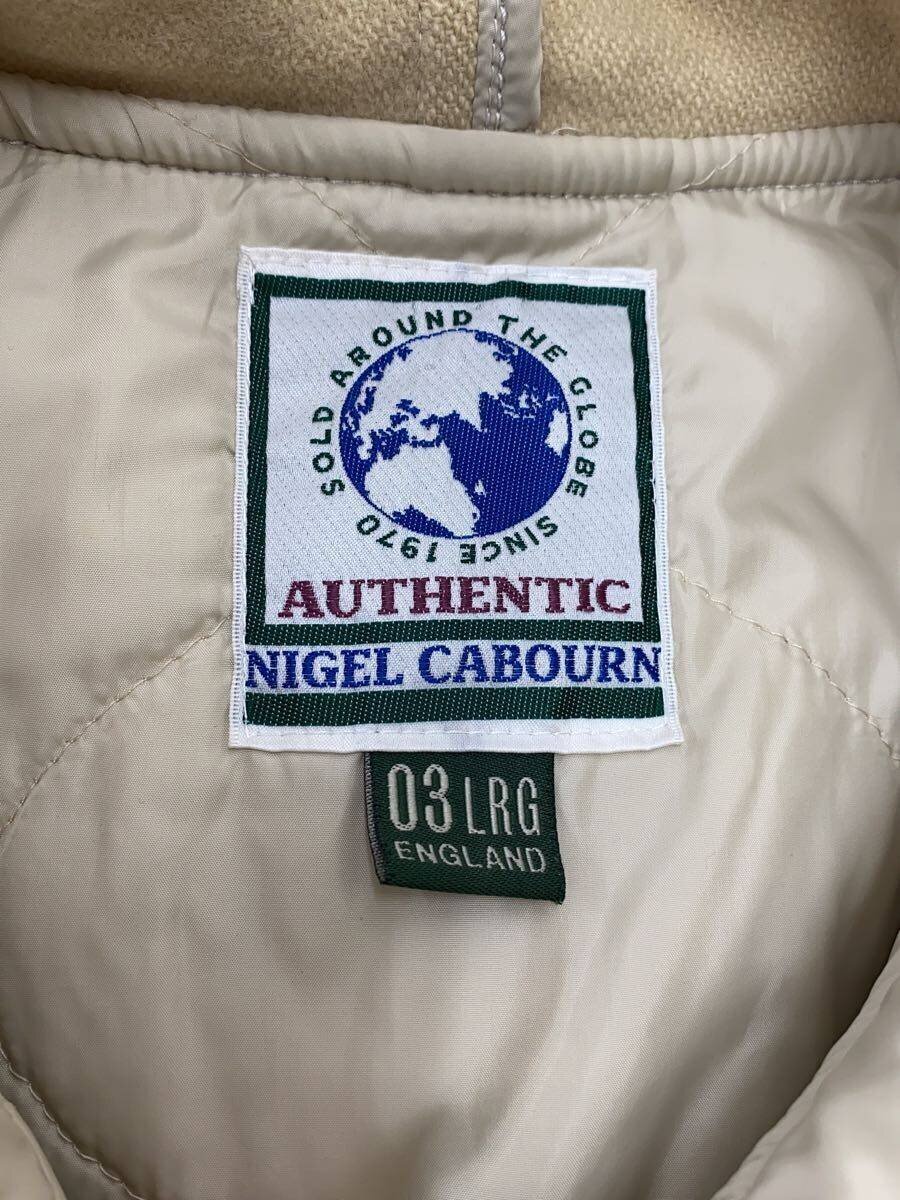 SOLD AROUND THE GLOBE SINCE 1970
AUTHENTIC
NIGEL CABOURN
03 LRG
ENGLAND